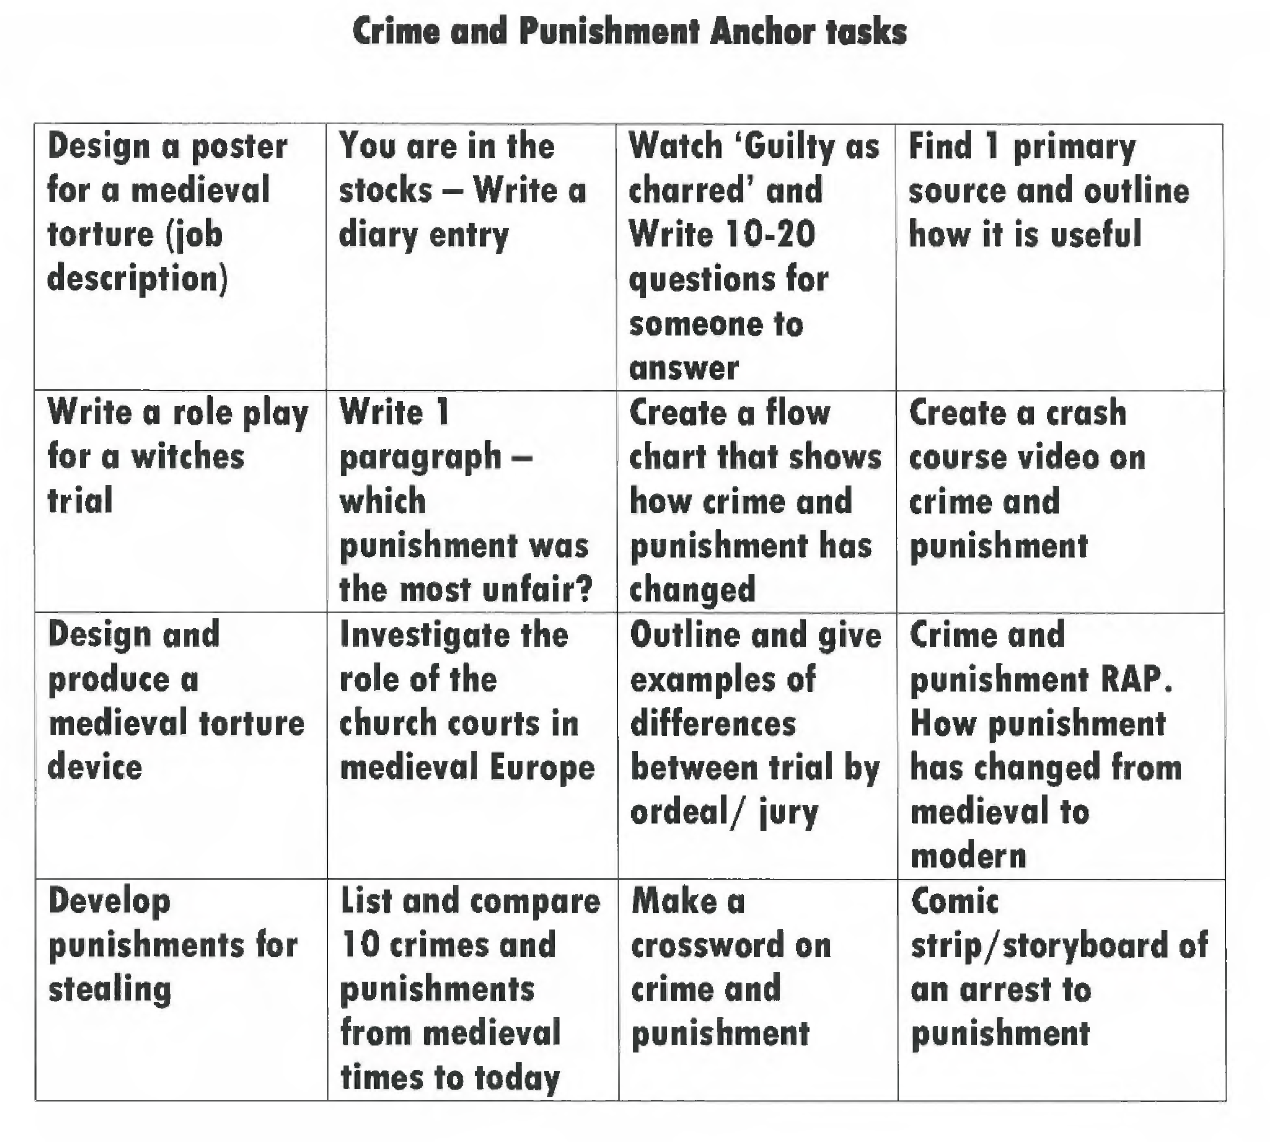 Crime and Punishment Anchor tasks
Design a poster
for a medieval
torture (job
description)
You are in the
stocks – Write a
diary entry
Watch ‘Guilty as
charred’ and
Write 10-20
questions for
someone to
answer
Find 1 primary
source and outline
how it is useful
Write a role play
for a witches
trial
Write 1
paragraph –
which
punishment was
the most unfair?
Create a flow
chart that shows
how crime and
punishment has
changed
Create a crash
course video on
crime and
punishment
Design and
produce a
medieval torture
device
Investigate the
role of the
church courts in
medieval Europe
Outline and give
examples of
differences
between trial by
ordeal/ jury
Crime and
punishment RAP.
How punishment
has changed from
medieval to
modern
Develop
punishments for
stealing
List and compare
10 crimes and
punishments
from medieval
times to today
Make a
crossword on
crime and
punishment
Comic
strip/storyboard of
an arrest to
punishment